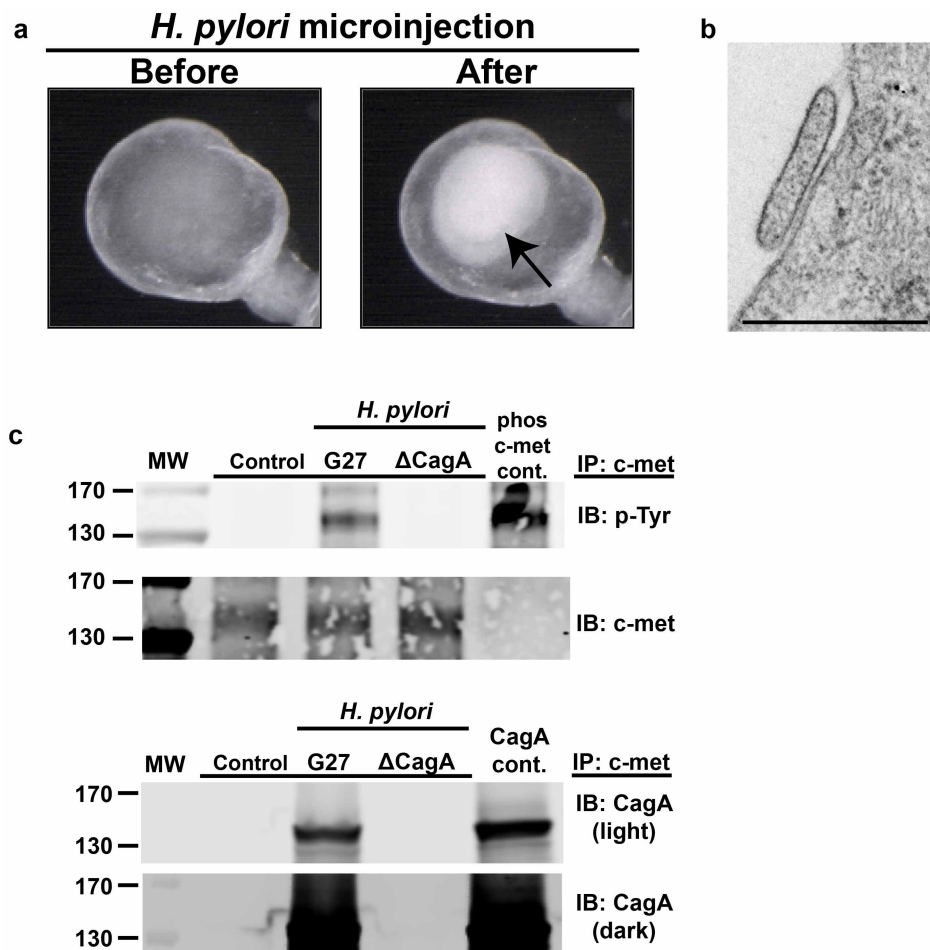 a
H. pylori microinjection
Before
After
b
c
H. pylori
MW
Control
G27
ΔCagA
phos
c-met
cont.
IP: c-met
170
130
IB: p-Tyr
170
130
IB: c-met
H. pylori
MW
Control
G27
ΔCagA
CagA
cont.
IP: c-met
170
130
IB: CagA
(light)
170
130
IB: CagA
(dark)